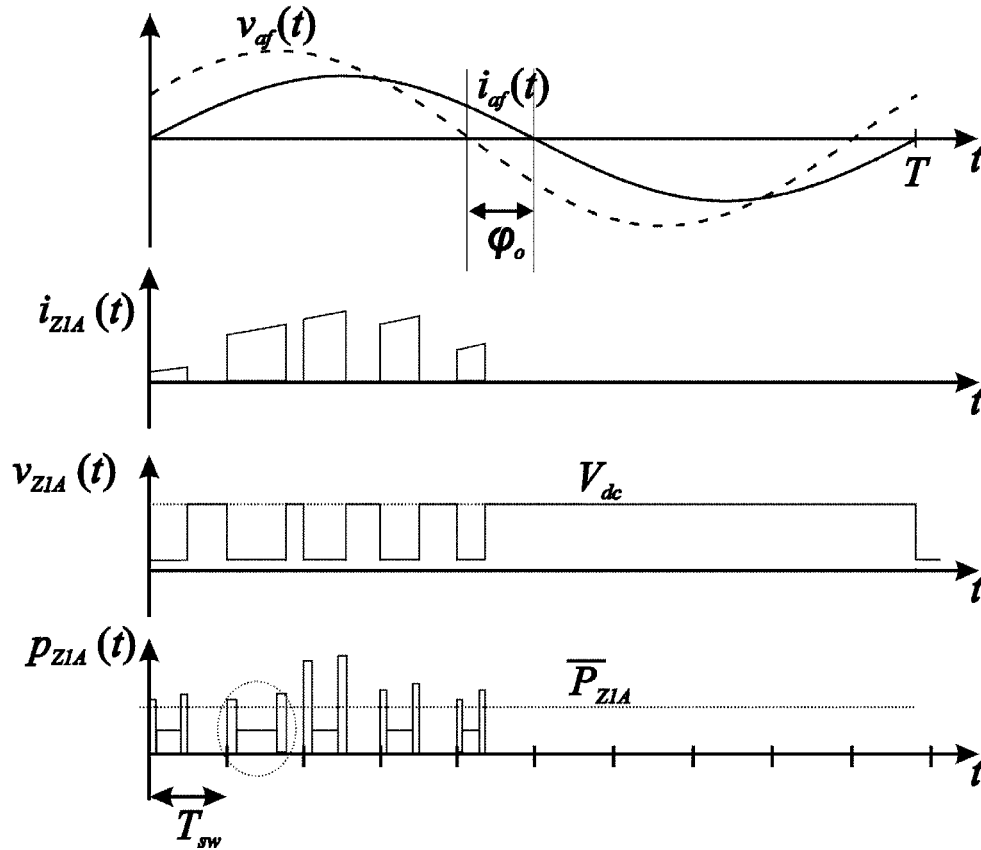 v_af(t)
i_af(t)
T
t
φ_o
i_Z1A (t)
t
v_Z1A (t)
V_dc
t
p_Z1A (t)
P̅_Z1A
t
T_sw